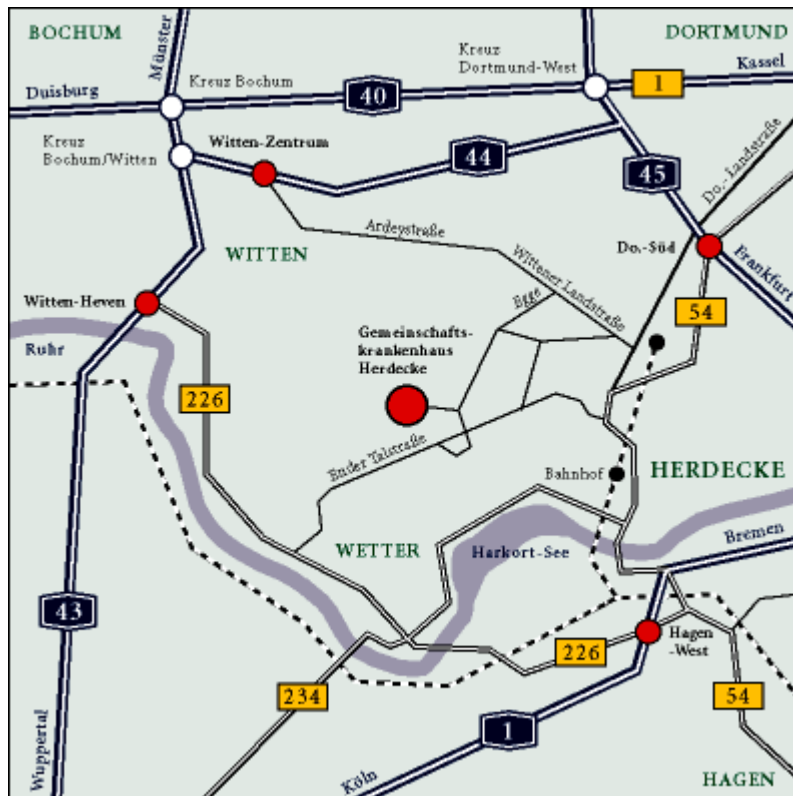 BOCHUM
Münster
Kreuz
Dortmund-West
DORTMUND
Kassel
Duisburg
Kreuz Bochum
40
1
Kreuz
Bochum/Witten
Witten-Zentrum
44
45
Do.-Landstraße
Ardeystraße
WITTEN
Wittener Landstraße
Do.-Süd
Frankfurt
Witten-Heven
Egge
54
Ruhr
Gemeinschafts-
krankenhaus
Herdecke
226
Ender Talstraße
Bahnhof
HERDECKE
WETTER
Harkort-See
Bremen
43
Hagen
-West
226
234
54
1
Wuppertal
Köln
HAGEN